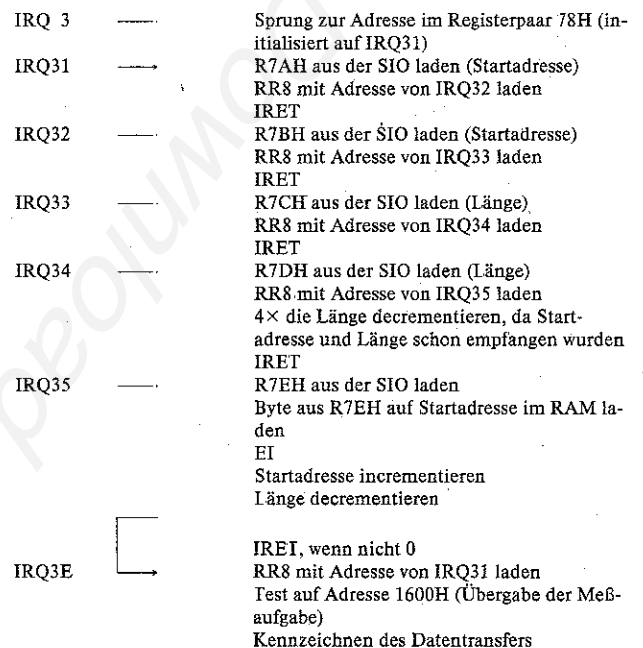 IRQ 3 Sprung zur Adresse im Registerpaar 78H (in-
itialisiert auf IRQ31)
IRQ31 R7AH aus der SIO laden (Startadresse)
RR8 mit Adresse von IRQ32 laden
IRET
IRQ32 R7BH aus der SIO laden (Startadresse)
RR8 mit Adresse von IRQ33 laden
IRET
IRQ33 R7CH aus der SIO laden (Länge)
RR8 mit Adresse von IRQ34 laden
IRET
IRQ34 R7DH aus der SIO laden (Länge)
RR8 mit Adresse von IRQ35 laden
4× die Länge decrementieren, da Start-
adresse und Länge schon empfangen wurden
IRET
IRQ35 R7EH aus der SIO laden
Byte aus R7EH auf Startadresse im RAM la-
den
EI
Startadresse incrementieren
Länge decrementieren
IRET, wenn nicht 0
IRQ3E RR8 mit Adresse von IRQ31 laden
Test auf Adresse 1600H (Übergabe der Meß-
aufgabe)
Kennzeichnen des Datentransfers